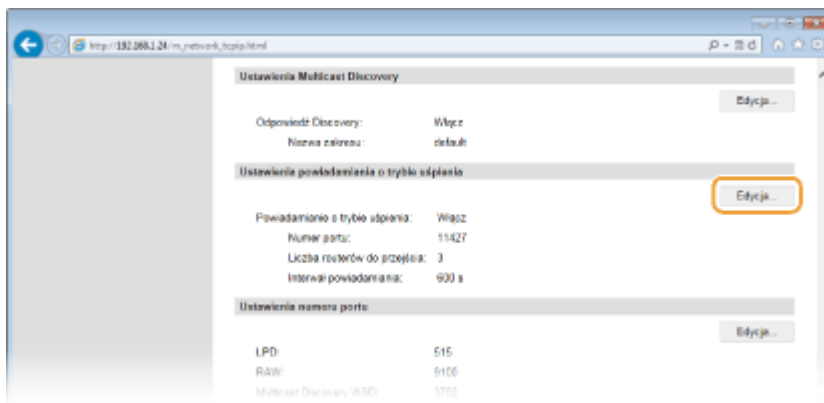 http://192.168.1.24/m_network_tcpip.html
Ustawienia Multicast Discovery
Edycja...
Odpowiedź Discovery: Włącz
Nazwa zakresu: default
Ustawienia powiadamiania o trybie uśpienia
Edycja...
Powiadamianie o trybie uśpienia: Włącz
Numer portu: 11427
Liczba routerów do przejścia: 3
Interwał powiadamiania: 600 s
Ustawienia numeru portu
Edycja...
LPD: 515
RAW: 9100
Multicast Discovery WSD: 3702